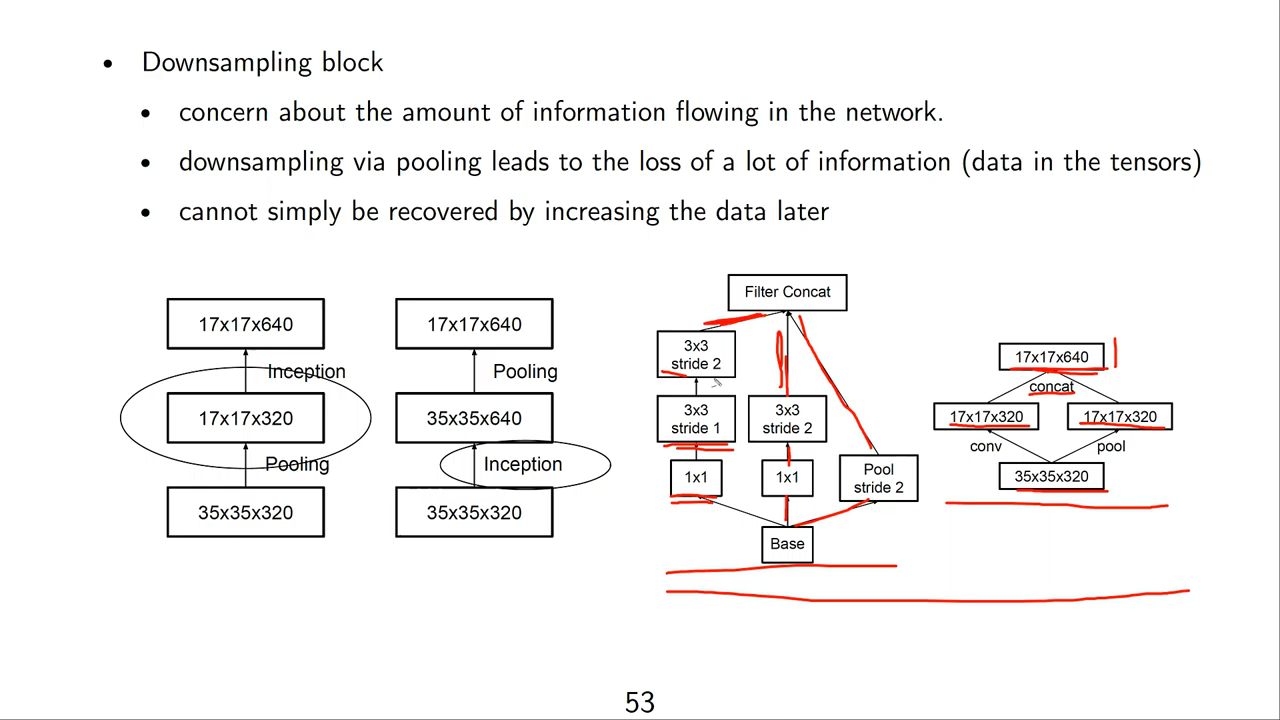 • Downsampling block
• concern about the amount of information flowing in the network.
• downsampling via pooling leads to the loss of a lot of information (data in the tensors)
• cannot simply be recovered by increasing the data later
17x17x640
Inception
17x17x320
Pooling
35x35x320
17x17x640
Pooling
35x35x640
Inception
35x35x320
Filter Concat
3x3
stride 2
3x3
stride 1
1x1
3x3
stride 2
1x1
Pool
stride 2
Base
17x17x640
concat
17x17x320
17x17x320
conv
pool
35x35x320
53